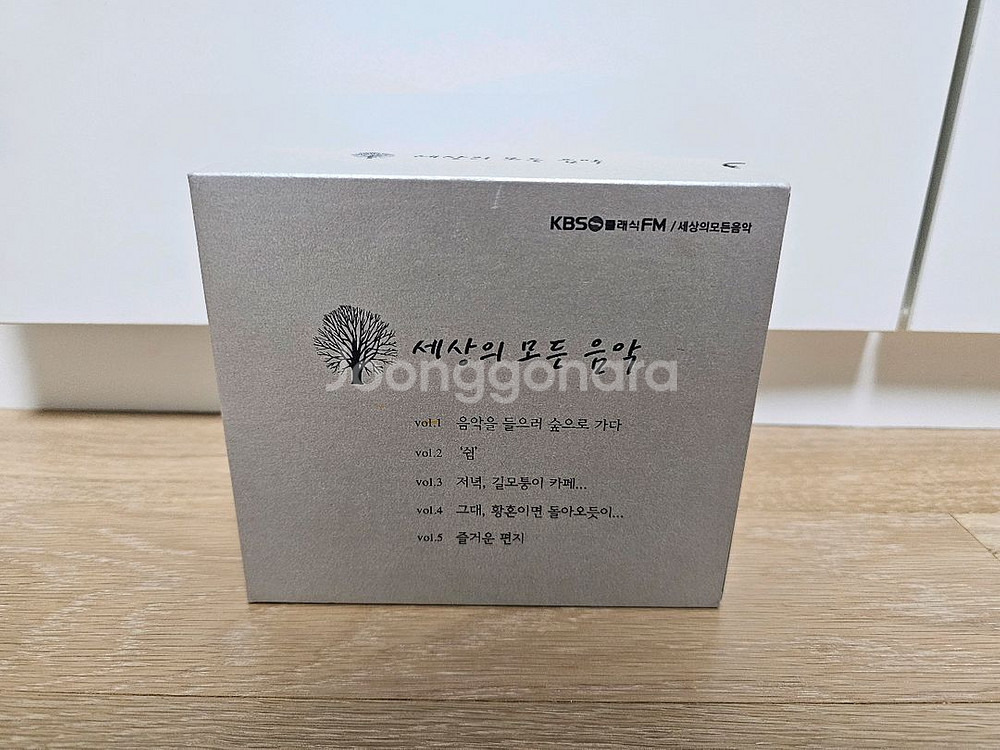 KBS 클래식FM / 세상의모든음악
세상의 모든 음악
Joonggonara
vol.1 음악을 들으러 숲으로 가다
vol.2 '쉼'
vol.3 저녁, 길모퉁이 카페...
vol.4 그대, 황혼이면 돌아오듯이...
vol.5 즐거운 편지